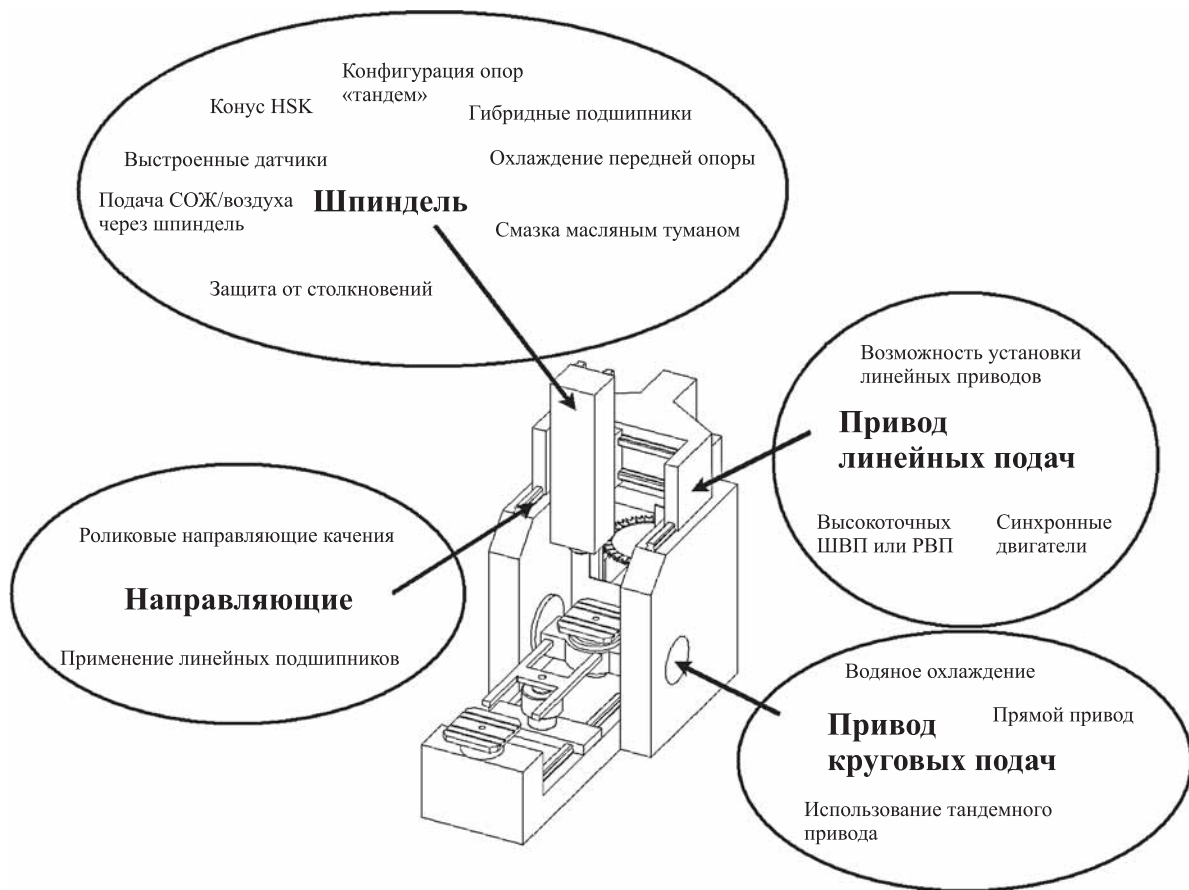 Конфигурация опор
«тандем»
Конус HSK
Гибридные подшипники
Выстроенные датчики
Охлаждение передней опоры
Подача СОЖ/воздуха
через шпиндель
Шпиндель
Смазка масляным туманом
Защита от столкновений
Возможность установки
линейных приводов
Привод
линейных подач
Высокоточных
ШВП или РВП
Синхронные
двигатели
Роликовые направляющие качения
Направляющие
Применение линейных подшипников
Водяное охлаждение
Прямой привод
Привод
круговых подач
Использование тандемного
привода